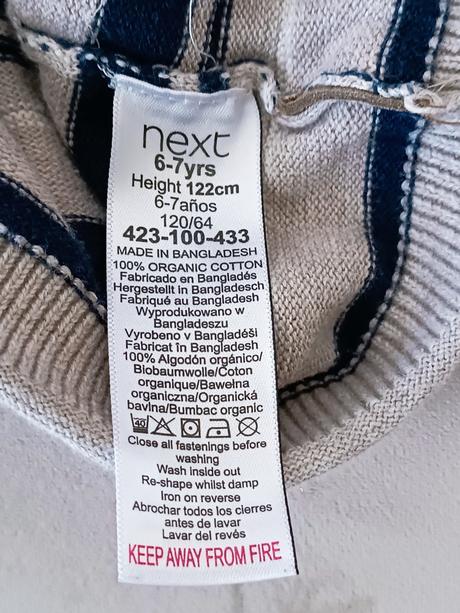 next
6-7yrs
Height 122cm
6-7años
120/64
423-100-433
MADE IN BANGLADESH
100% ORGANIC COTTON
Fabricado en Bangladés
Hergestellt in Bangladesch
Fabriqué au Bangladesh
Wyprodukowano w
Bangladeszu
Vyrobeno v Bangladéši
Fabricat în Bangladesh
100% Algodón orgánico/
Biobaumwolle/Coton
organique/Bawełna
organiczna/Organická
bavlna/Bumbac organic
40
Close all fastenings before
washing
Wash inside out
Re-shape whilst damp
Iron on reverse
Abrochar todos los cierres
antes de lavar
Lavar del revés
KEEP AWAY FROM FIRE